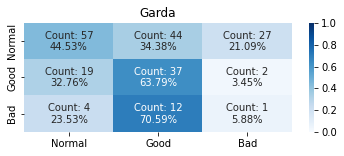 Garda
Normal
Count: 57 Count: 44 Count: 27
44.53% 34.38% 21.09%
Good
Count: 19 Count: 37 Count: 2
32.76% 63.79% 3.45%
Bad
Count: 4 Count: 12 Count: 1
23.53% 70.59% 5.88%
Normal Good Bad
1.0
0.8
0.6
0.4
0.2
0.0